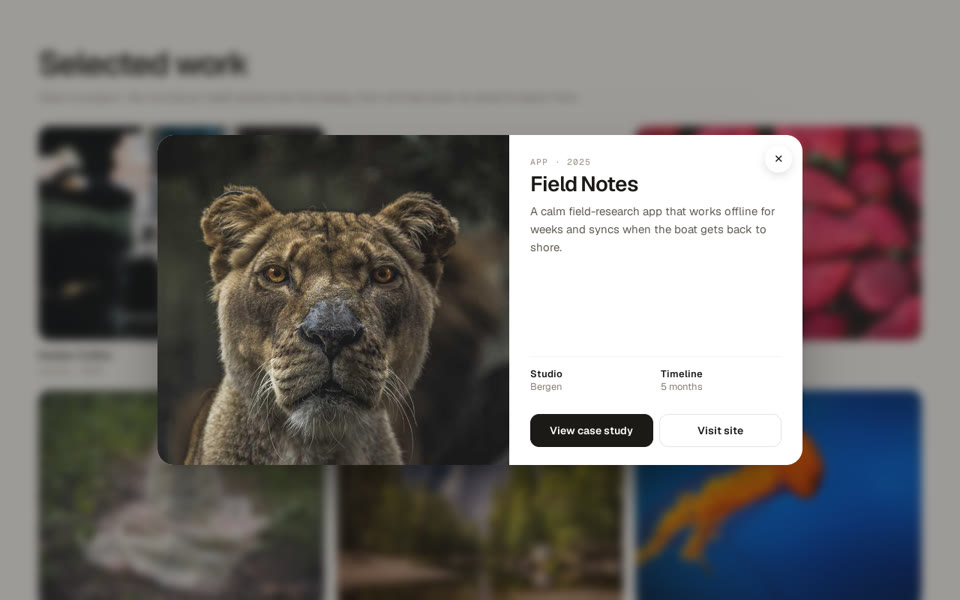 Selected work
APP · 2025
Field Notes
A calm field-research app that works offline for
weeks and syncs when the boat gets back to
shore.
Studio
Bergen
Timeline
5 months
View case study
Visit site